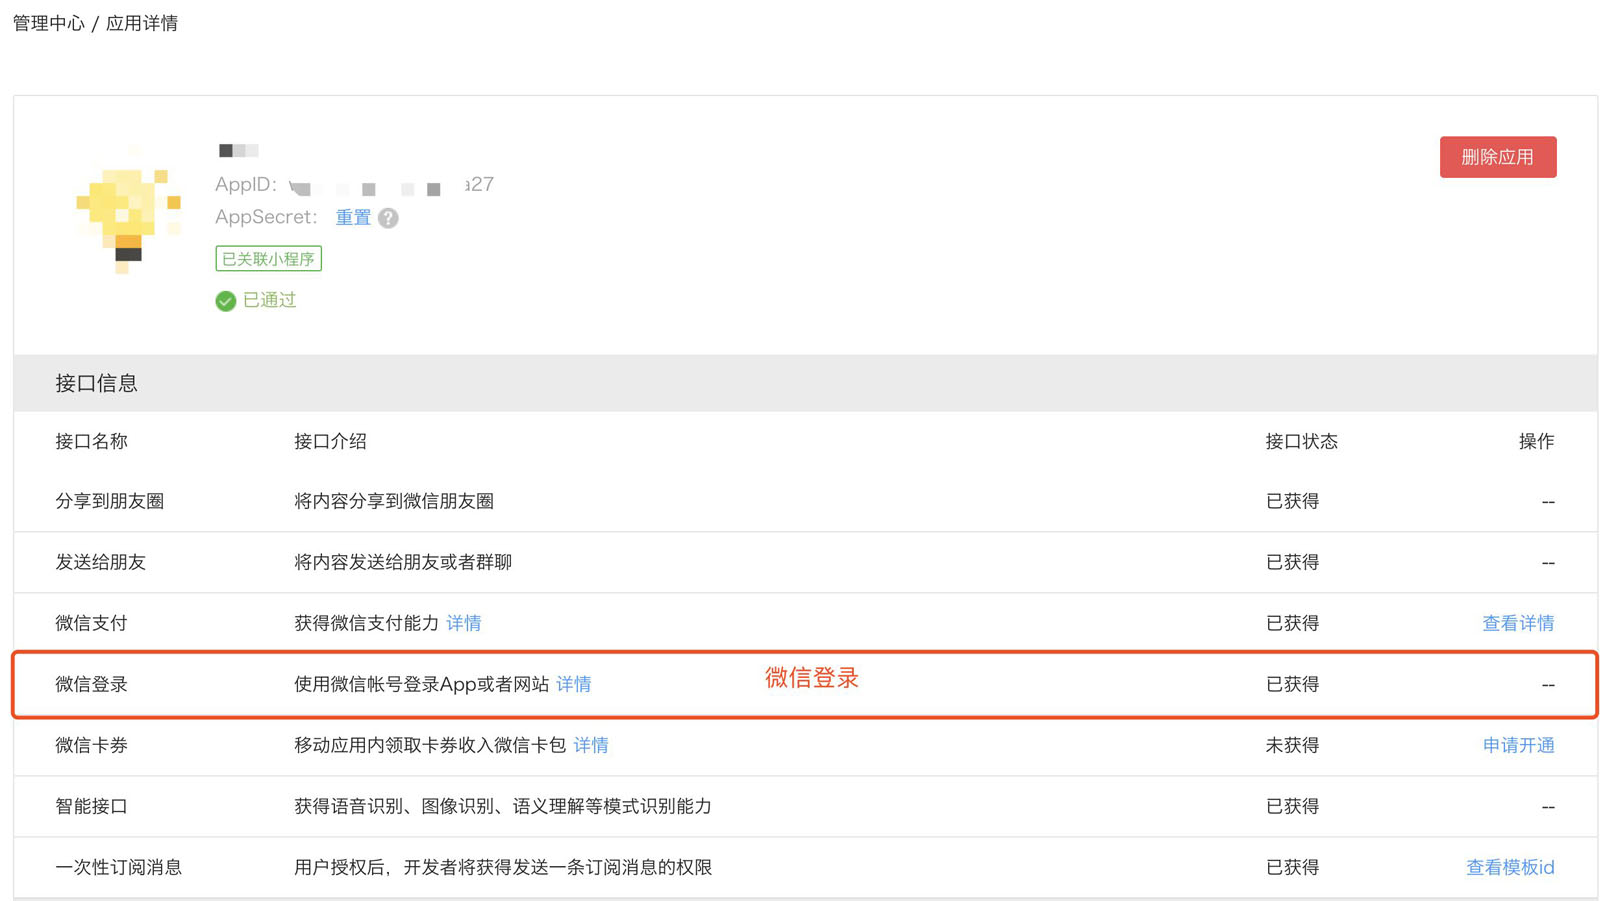 管理中心 / 应用详情
删除应用
AppID: a27
AppSecret: 重置 ?
已关联小程序
已通过
接口信息
接口名称 接口介绍 接口状态 操作
分享到朋友圈 将内容分享到微信朋友圈 已获得 --
发送给朋友 将内容发送给朋友或者群聊 已获得 --
微信支付 获得微信支付能力 详情 已获得 查看详情
微信登录 使用微信帐号登录App或者网站 详情 微信登录 已获得 --
微信卡券 移动应用内领取卡券收入微信卡包 详情 未获得 申请开通
智能接口 获得语音识别、图像识别、语义理解等模式识别能力 已获得 --
一次性订阅消息 用户授权后，开发者将获得发送一条订阅消息的权限 已获得 查看模板id